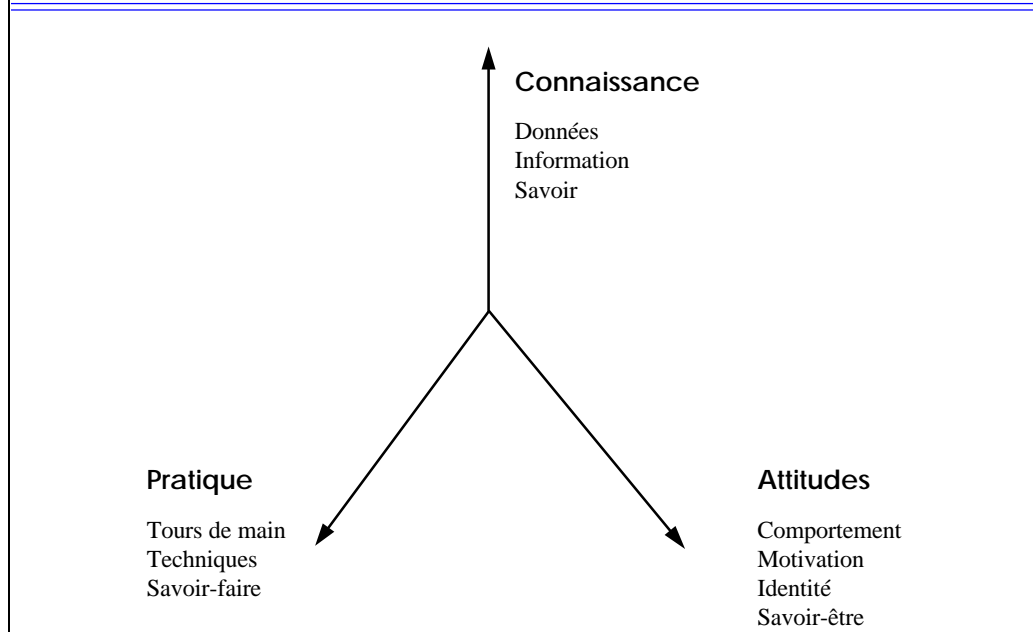 Connaissance
Données
Information
Savoir
Pratique
Tours de main
Techniques
Savoir-faire
Attitudes
Comportement
Motivation
Identité
Savoir-être